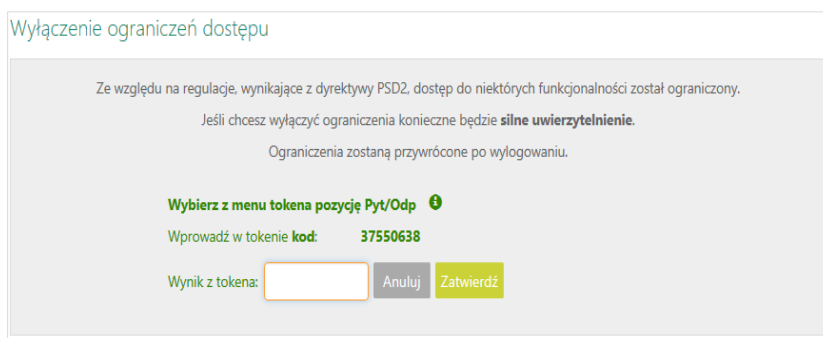 Wyłączenie ograniczeń dostępu
Ze względu na regulacje, wynikające z dyrektywy PSD2, dostęp do niektórych funkcjonalności został ograniczony.
Jeśli chcesz wyłączyć ograniczenia konieczne będzie silne uwierzytelnienie.
Ograniczenia zostaną przywrócone po wylogowaniu.
Wybierz z menu tokena pozycję Pyt/Odp
Wprowadź w tokenie kod: 37550638
Wynik z tokena: Anuluj Zatwierdź